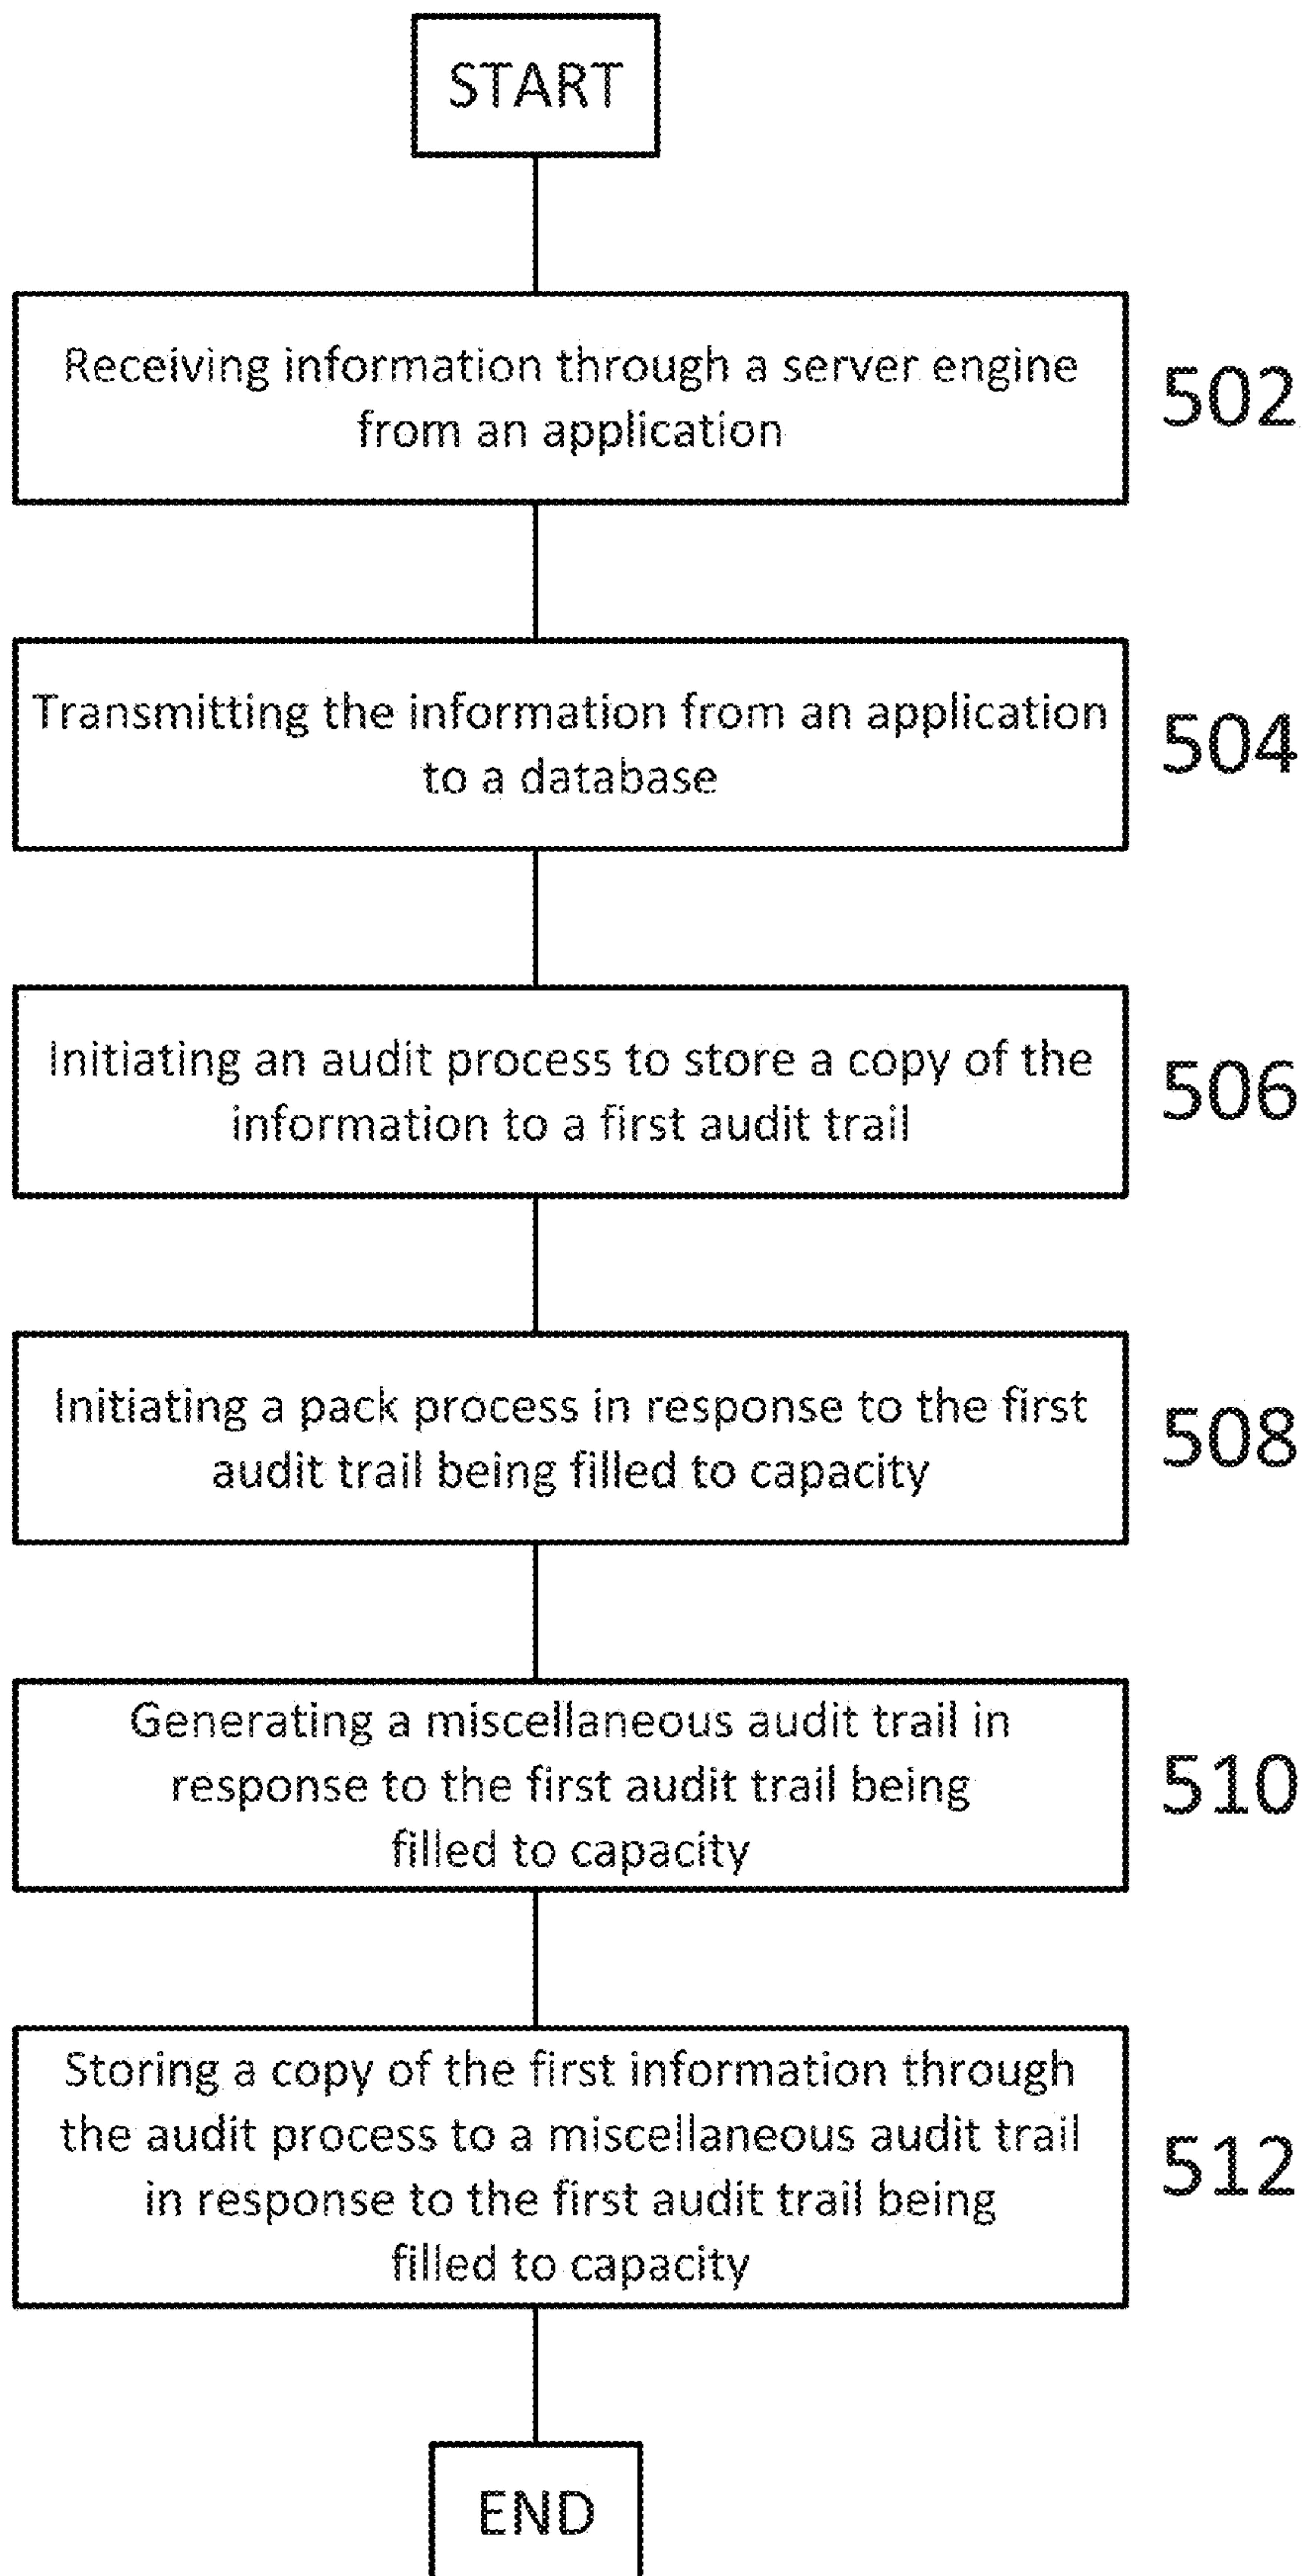 START
Receiving information through a server engine
from an application
502
Transmitting the information from an application
to a database
504
Initiating an audit process to store a copy of the
information to a first audit trail
506
Initiating a pack process in response to the first
audit trail being filled to capacity
508
Generating a miscellaneous audit trail in
response to the first audit trail being
filled to capacity
510
Storing a copy of the first information through
the audit process to a miscellaneous audit trail
in response to the first audit trail being
filled to capacity
512
END